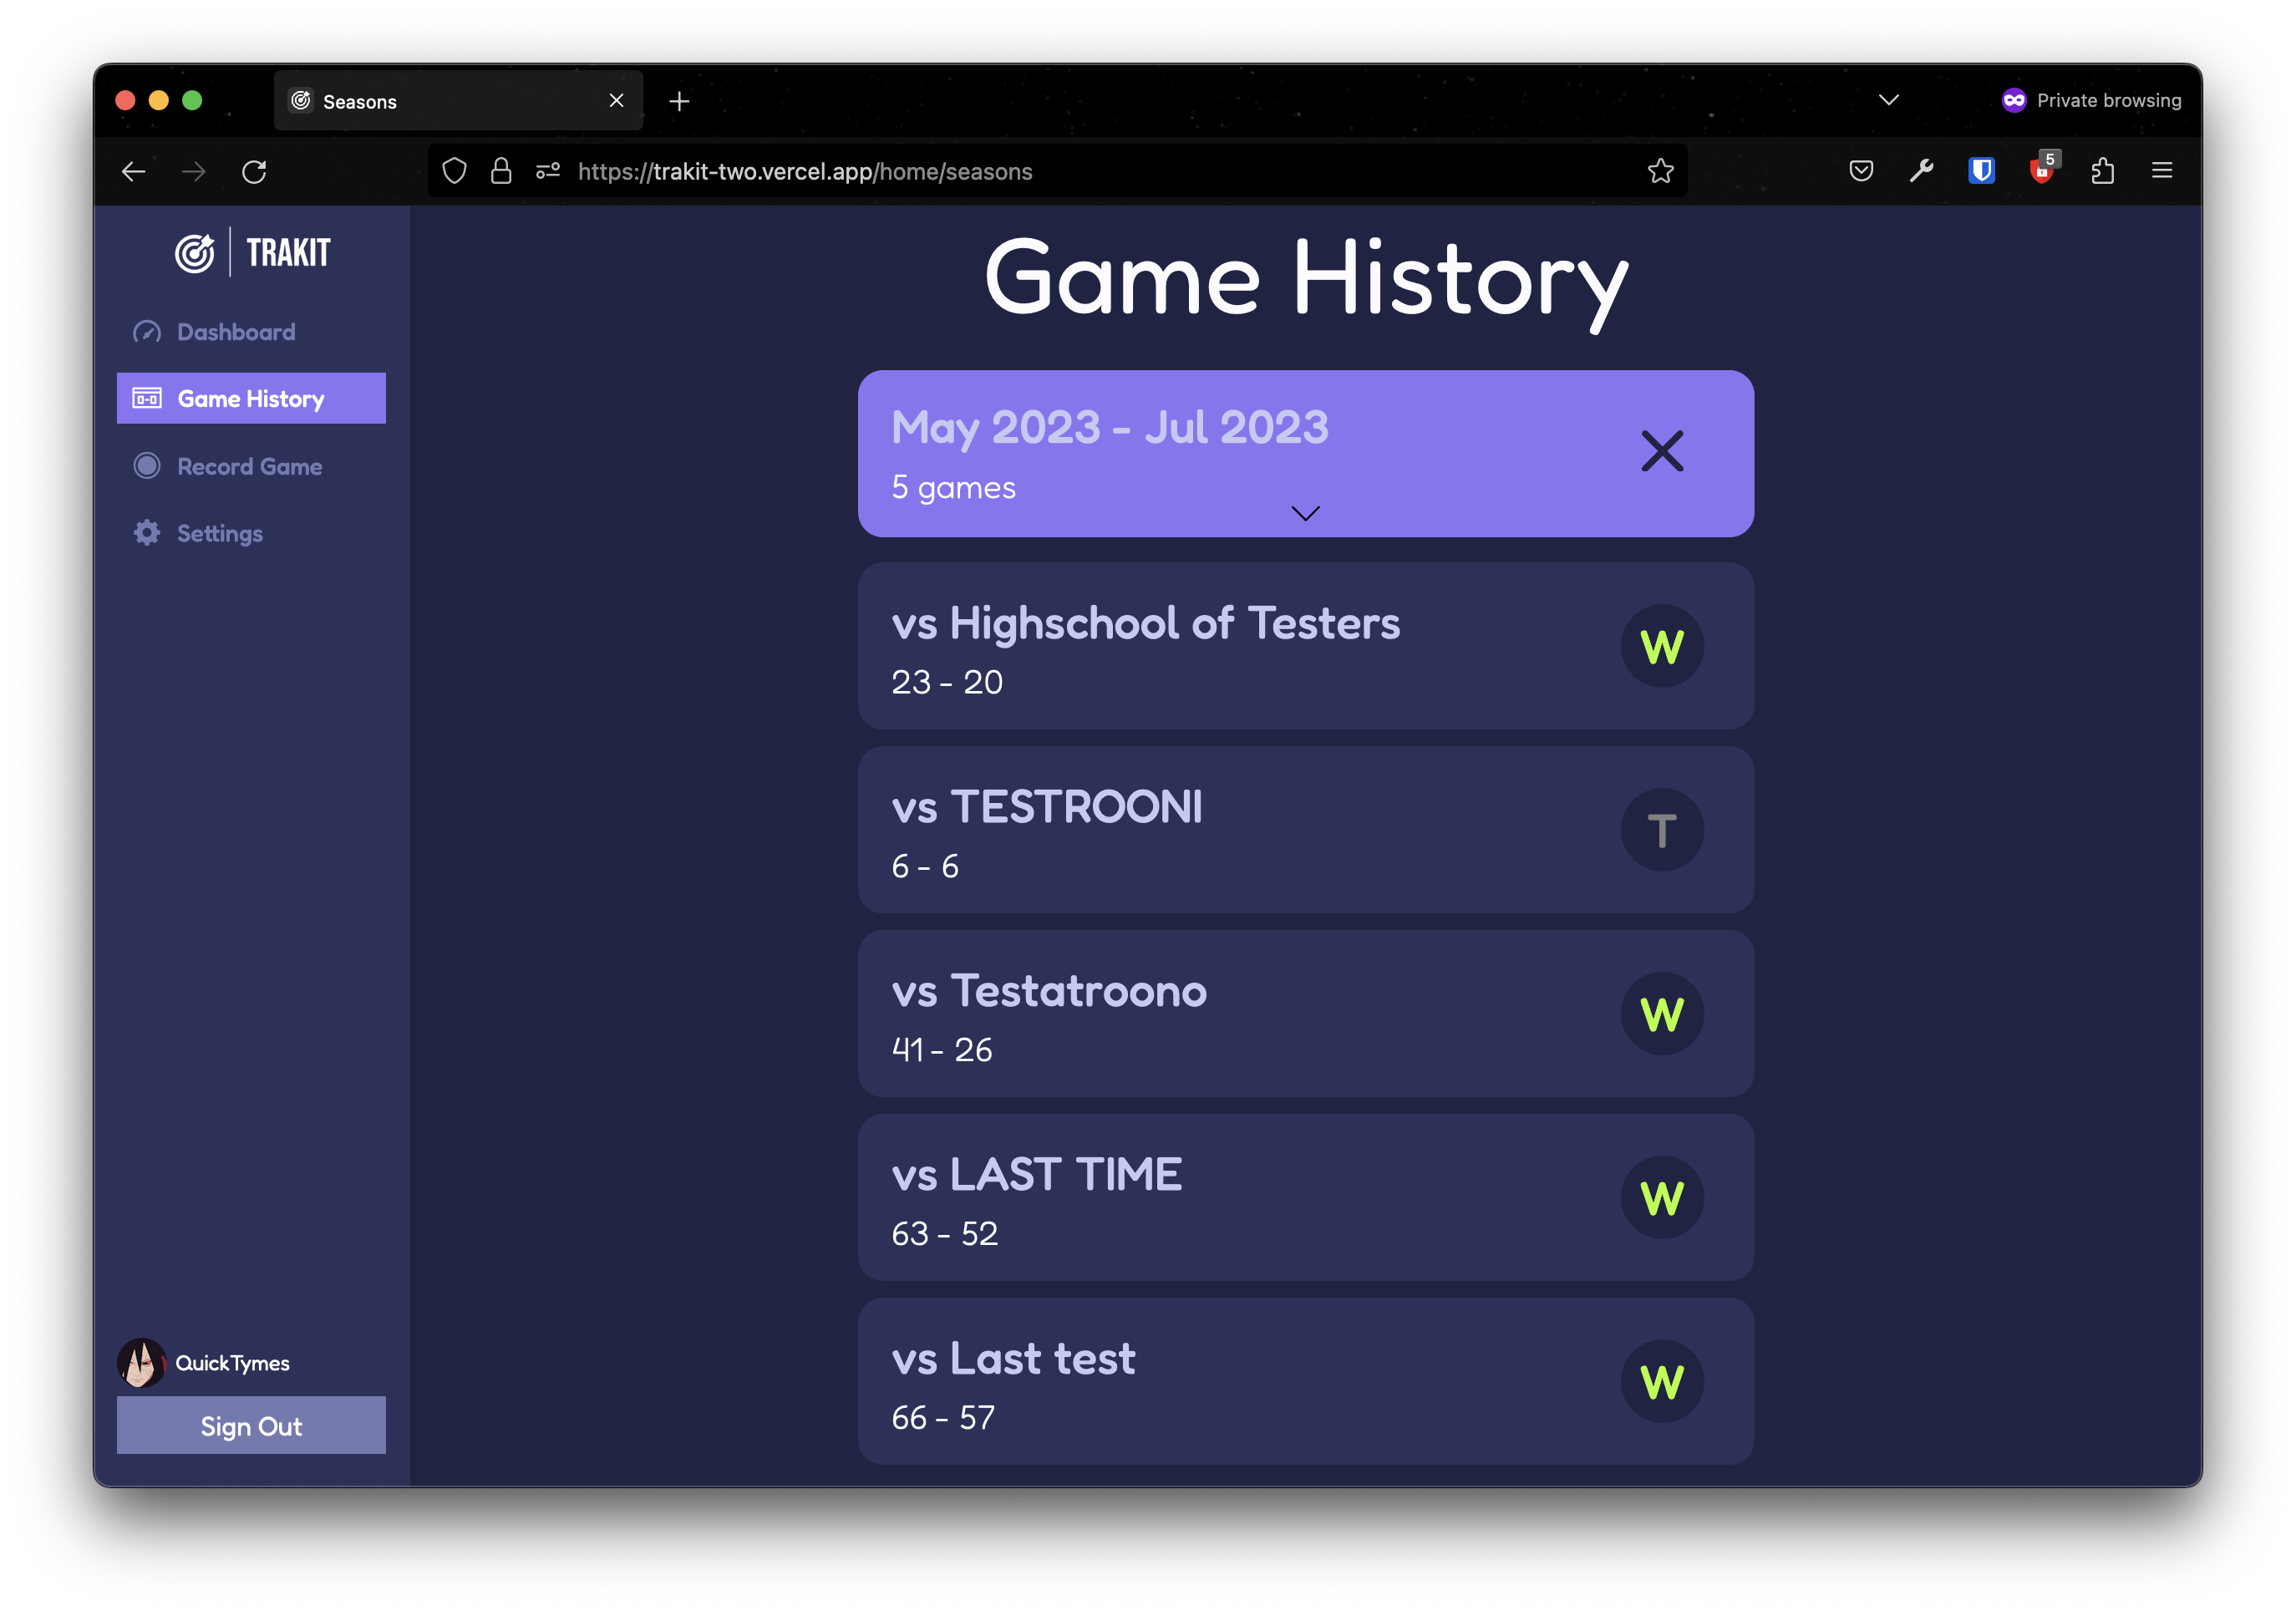 Seasons
Private browsing
https://trakit-two.vercel.app/home/seasons
5
TRAKIT
Dashboard
Game History
Record Game
Settings
QuickTymes
Sign Out
Game History
May 2023 - Jul 2023
5 games
vs Highschool of Testers
23 - 20
W
vs TESTROONI
6 - 6
T
vs Testatroono
41 - 26
W
vs LAST TIME
63 - 52
W
vs Last test
66 - 57
W